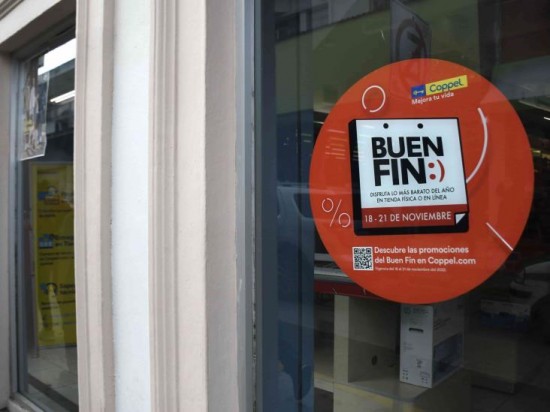 Coppel
Mejora tu vida
BUEN
FIN:)
DISFRUTA LO MÁS BARATO DEL AÑO
EN TIENDA FÍSICA O EN LÍNEA
18 - 21 DE NOVIEMBRE
%
Descubre las promociones
del Buen Fin en Coppel.com